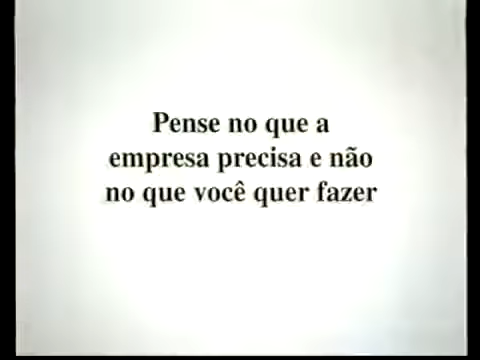 Pense no que a
empresa precisa e não
no que você quer fazer